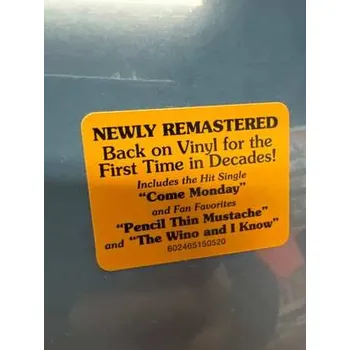 NEWLY REMASTERED
Back on Vinyl for the
First Time in Decades!
Includes the Hit Single
“Come Monday”
and Fan Favorites
“Pencil Thin Mustache”
and “The Wino and I Know”
602465150520